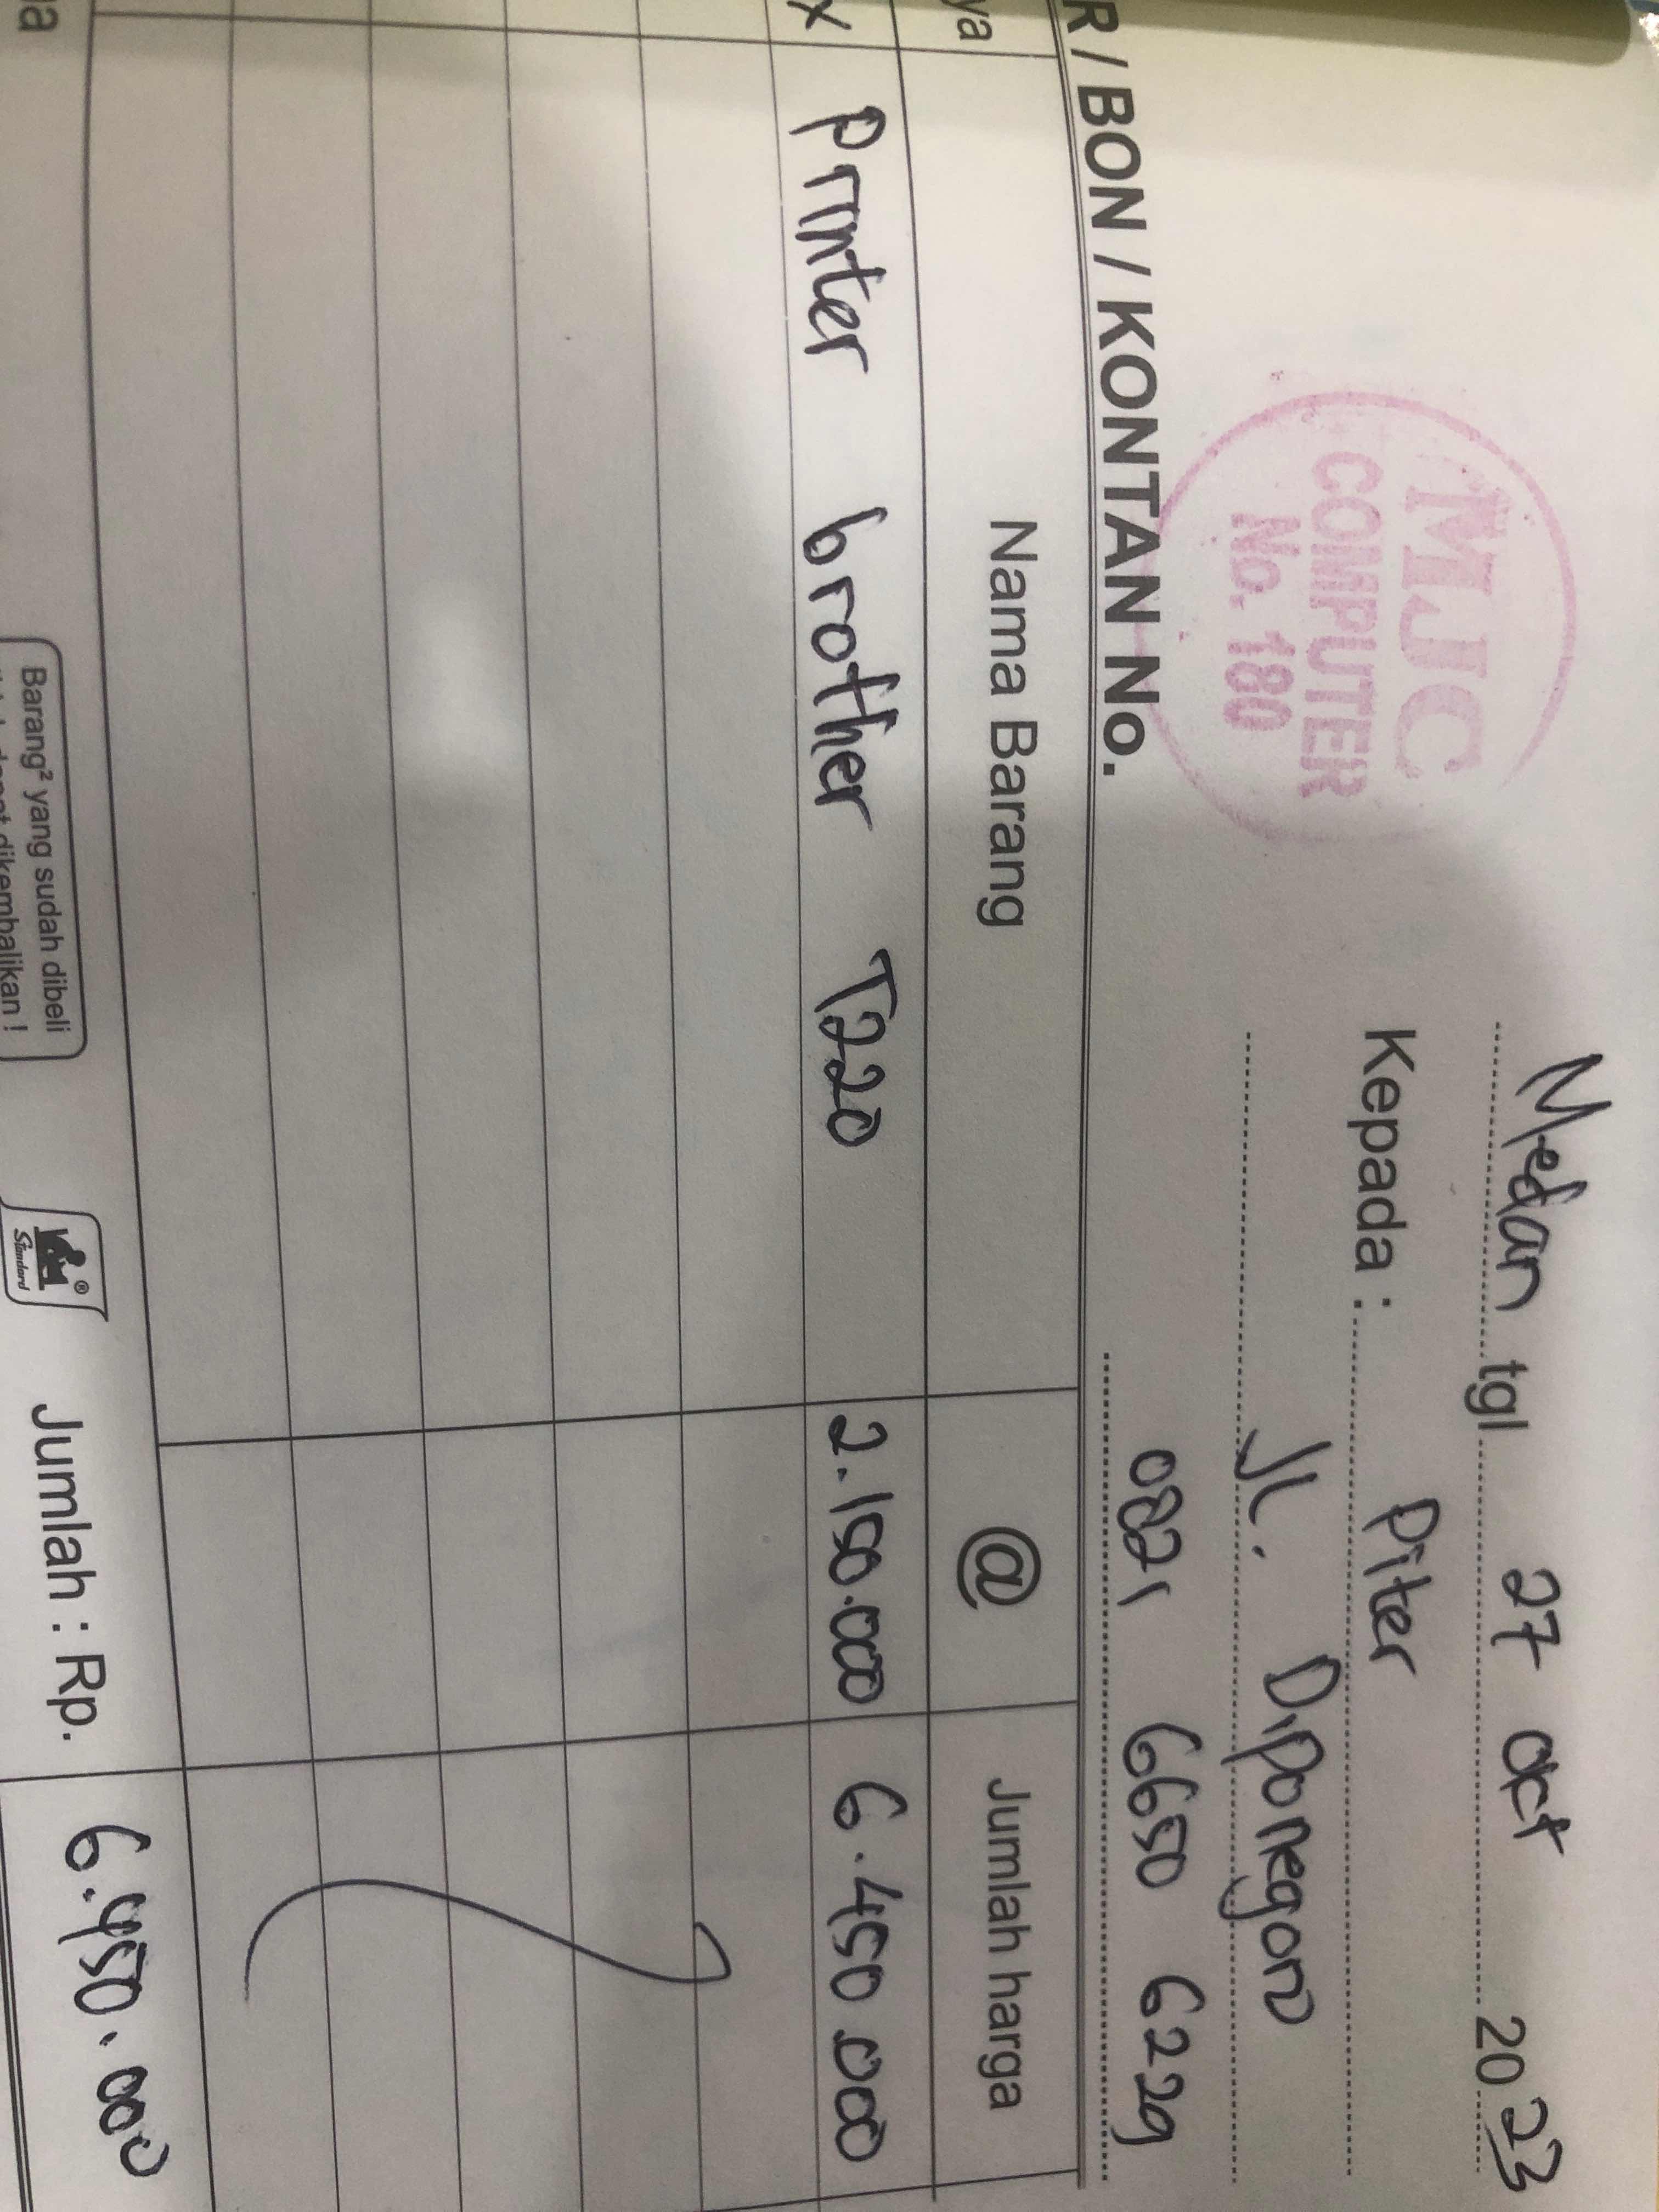 MJC
COMPUTER
No. 180
Medan tgl 27 Oct 2023
Kepada : Piter
JL. Diponegoro
0821 6650 6229
R / BON / KONTAN No.
ya Nama Barang @ Jumlah harga
x Printer brother T220 2.150.000 6.450.000
Jumlah : Rp. 6.450.000
Barang² yang sudah dibeli
dikembalikan !
Standard